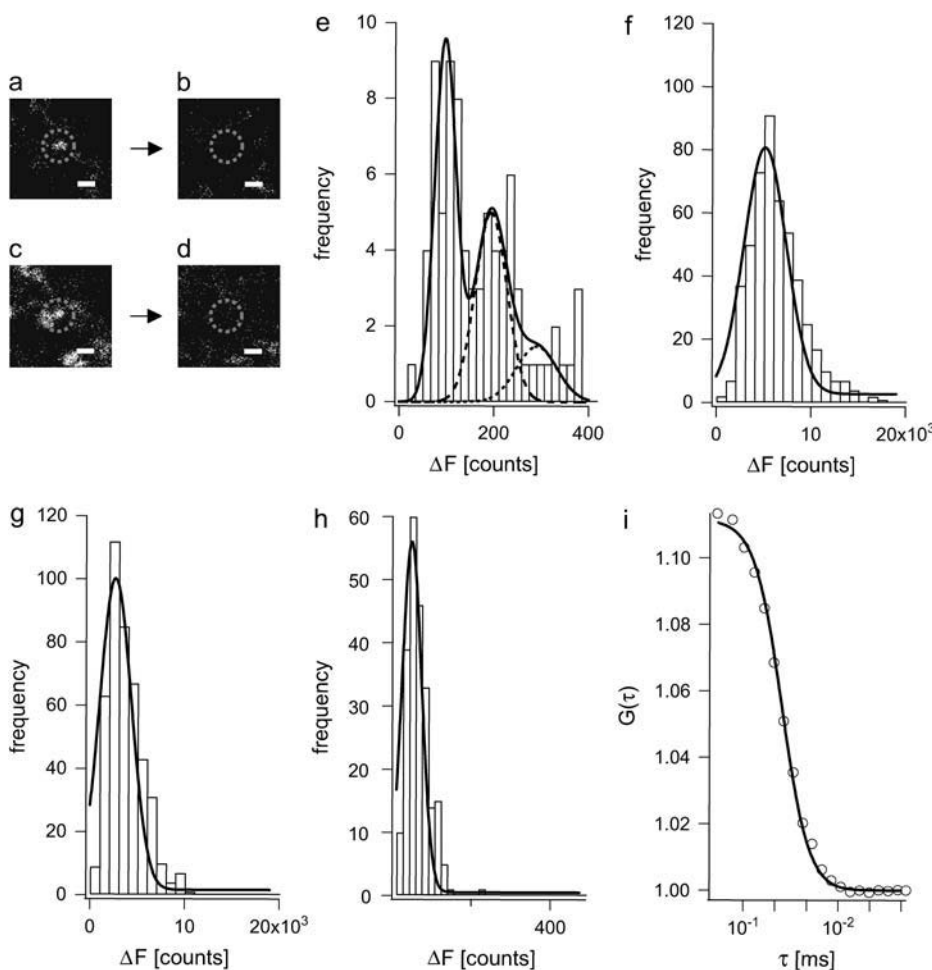 a
b
c
d
e
10
8
6
4
2
0
frequency
0
200
400
ΔF [counts]
f
120
100
80
60
40
20
0
frequency
0
10
20x10³
ΔF [counts]
g
120
100
80
60
40
20
0
frequency
0
10
20x10³
ΔF [counts]
h
60
50
40
30
20
10
0
frequency
400
ΔF [counts]
i
1.10
1.08
1.06
1.04
1.02
1.00
G(τ)
10⁻¹
10⁻²
τ [ms]